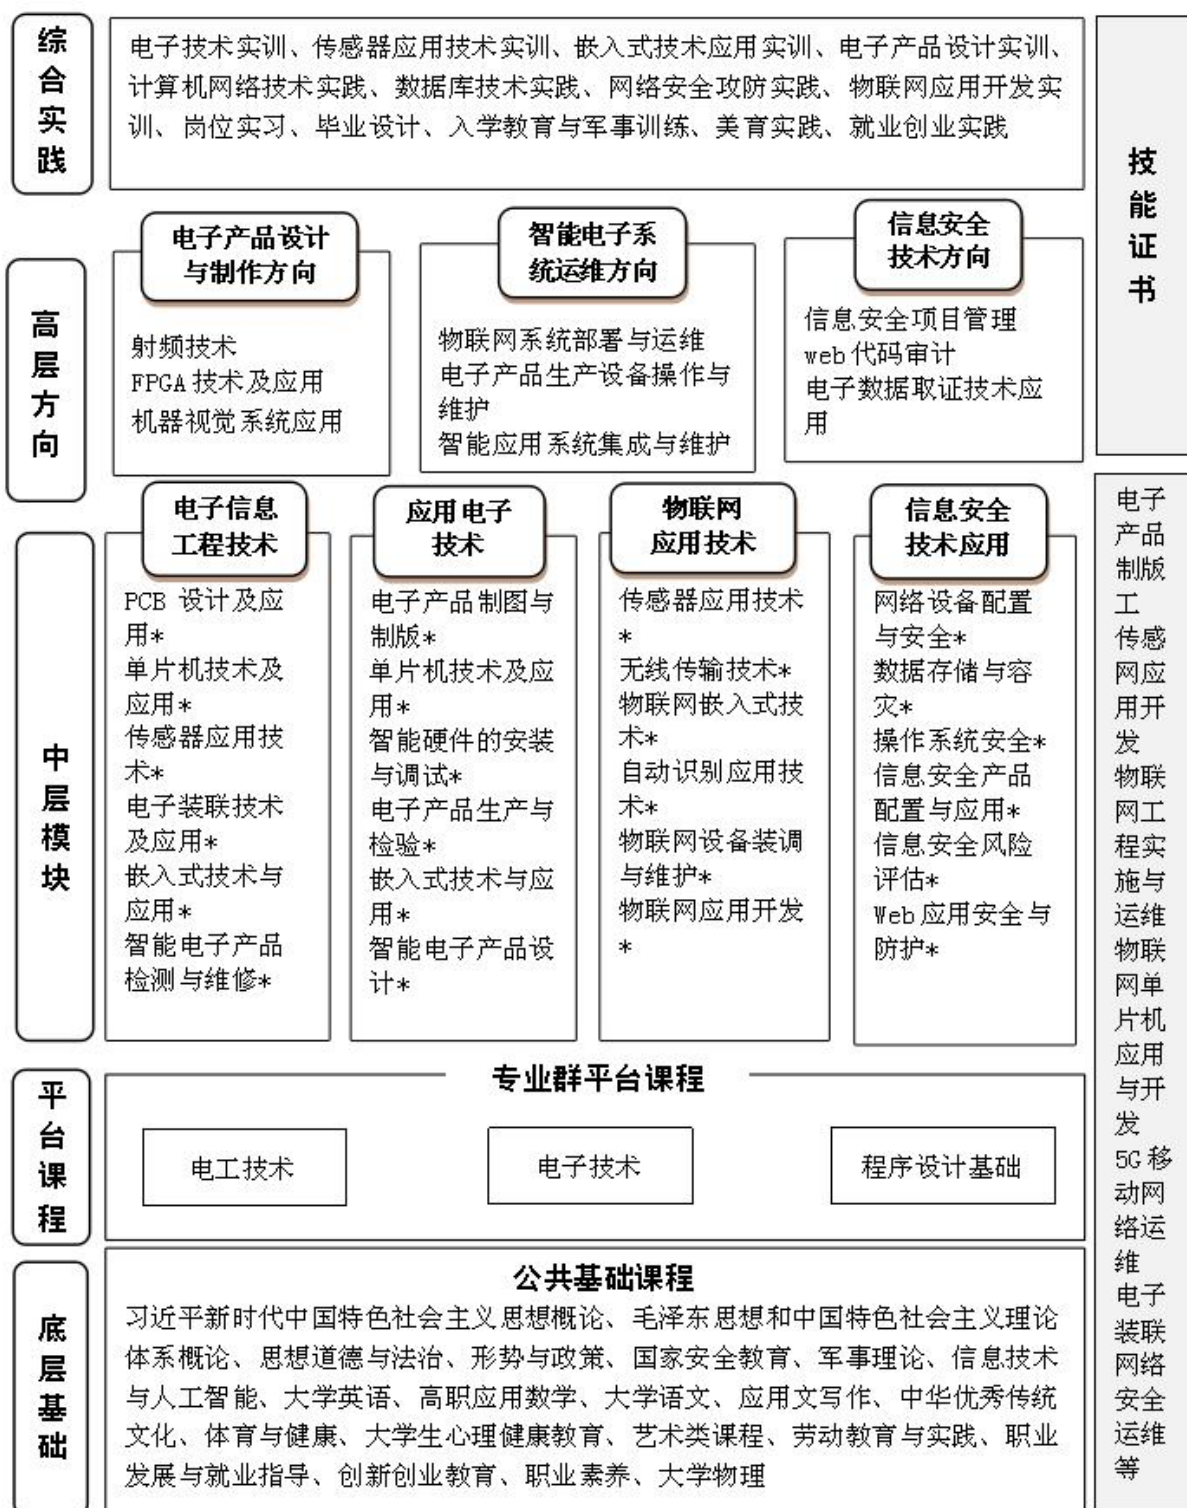 综合实践
电子技术实训、传感器应用技术实训、嵌入式技术应用实训、电子产品设计实训、
计算机网络技术实践、数据库技术实践、网络安全攻防实践、物联网应用开发实
训、岗位实习、毕业设计、入学教育与军事训练、美育实践、就业创业实践
技能证书
高层方向
电子产品设计
与制作方向
射频技术
FPGA 技术及应用
机器视觉系统应用
智能电子系
统运维方向
物联网系统部署与运维
电子产品生产设备操作与
维护
智能应用系统集成与维护
信息安全
技术方向
信息安全项目管理
web 代码审计
电子数据取证技术应
用
中层模块
电子信息
工程技术
PCB 设计及应
用*
单片机技术及
应用*
传感器应用技
术*
电子装联技术
及应用*
嵌入式技术与
应用*
智能电子产品
检测与维修*
应用电子
技术
电子产品制图与
制版*
单片机技术及应
用*
智能硬件的安装
与调试*
电子产品生产与
检验*
嵌入式技术与应
用*
智能电子产品设
计*
物联网
应用技术
传感器应用技术
*
无线传输技术*
物联网嵌入式技
术*
自动识别应用技
术*
物联网设备装调
与维护*
物联网应用开发
*
信息安全
技术应用
网络设备配置
与安全*
数据存储与容
灾*
操作系统安全*
信息安全产品
配置与应用*
信息安全风险
评估*
Web 应用安全与
防护*
电子
产品
制版
工
传感
网应
用开
发
物联
网工
程实
施与
运维
物联
网单
片机
应用
与开
发
5G 移
动网
络运
维
电子
装联
网络
安全
运维
等
平台课程
专业群平台课程
电工技术
电子技术
程序设计基础
底层基础
公共基础课程
习近平新时代中国特色社会主义思想概论、毛泽东思想和中国特色社会主义理论
体系概论、思想道德与法治、形势与政策、国家安全教育、军事理论、信息技术
与人工智能、大学英语、高职应用数学、大学语文、应用文写作、中华优秀传统
文化、体育与健康、大学生心理健康教育、艺术类课程、劳动教育与实践、职业
发展与就业指导、创新创业教育、职业素养、大学物理